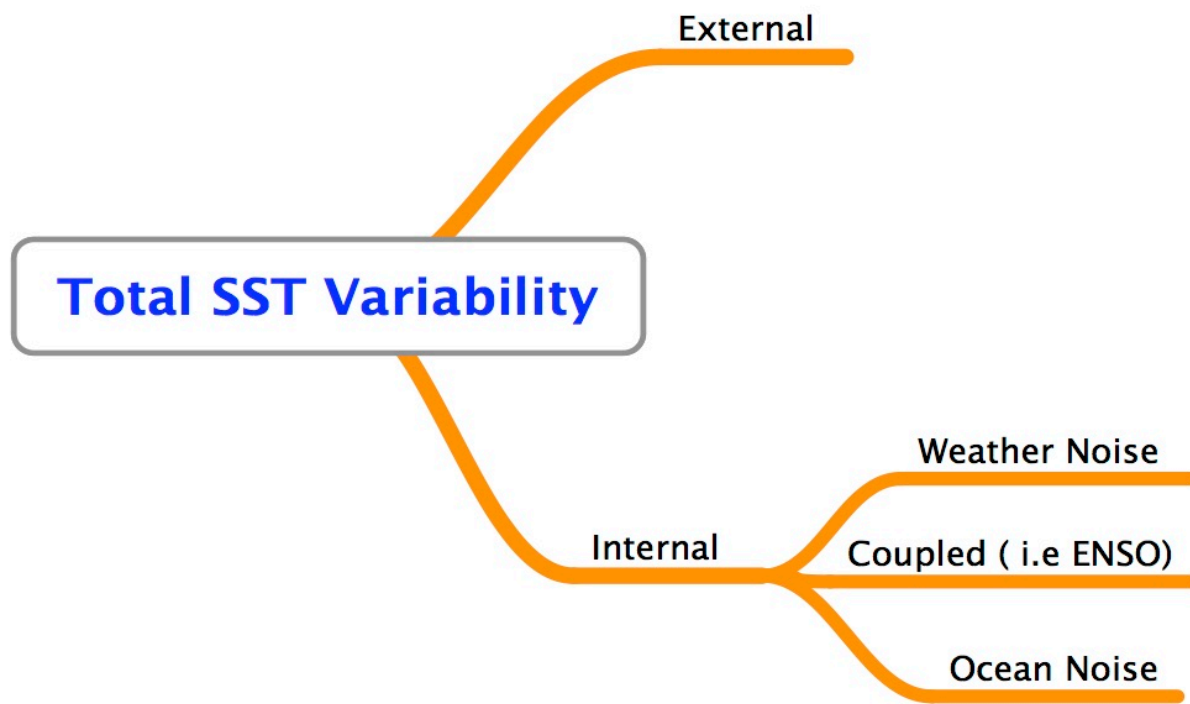 External
Total SST Variability
Weather Noise
Internal
Coupled ( i.e ENSO)
Ocean Noise